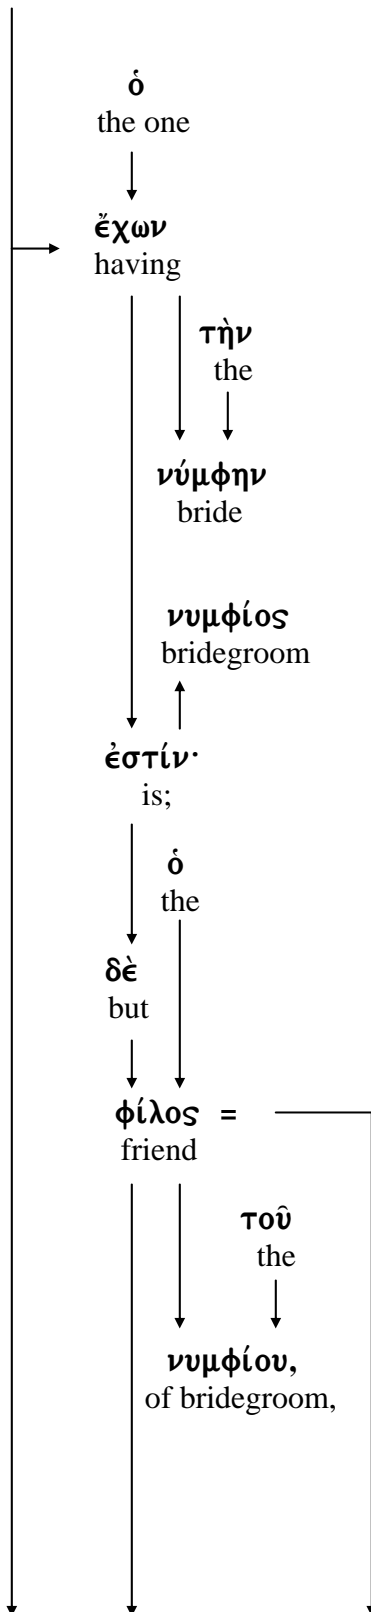 ὁ
the one
ἔχων
having
τὴν
the
νύμφην
bride
νυμφίος
bridegroom
ἐστίν·
is;
ὁ
the
δὲ
but
φίλος =
friend
τοῦ
the
νυμφίου,
of bridegroom,